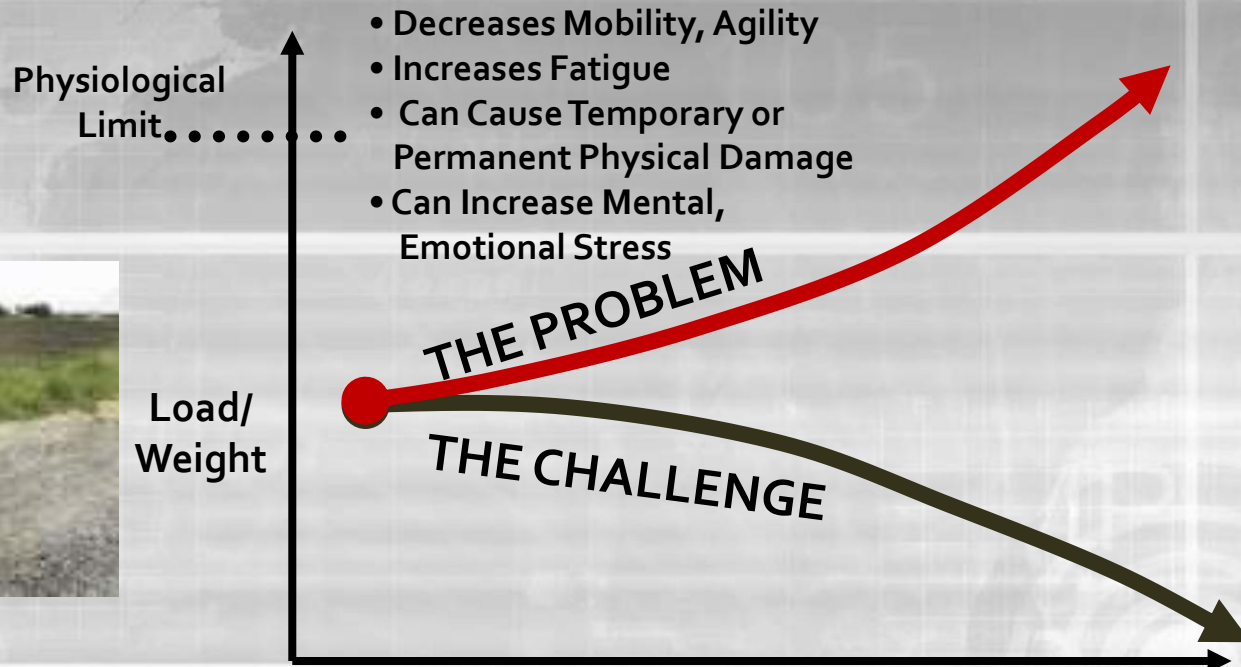 • Decreases Mobility, Agility
• Increases Fatigue
• Can Cause Temporary or
Permanent Physical Damage
• Can Increase Mental,
Emotional Stress
Physiological
Limit
THE PROBLEM
Load/
Weight
THE CHALLENGE